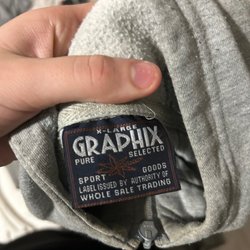 X-LARGE
GRAPHIX
PURE SELECTED
SPORT GOODS
LABEL ISSUED BY AUTHORITY OF
WHOLE SALE TRADING